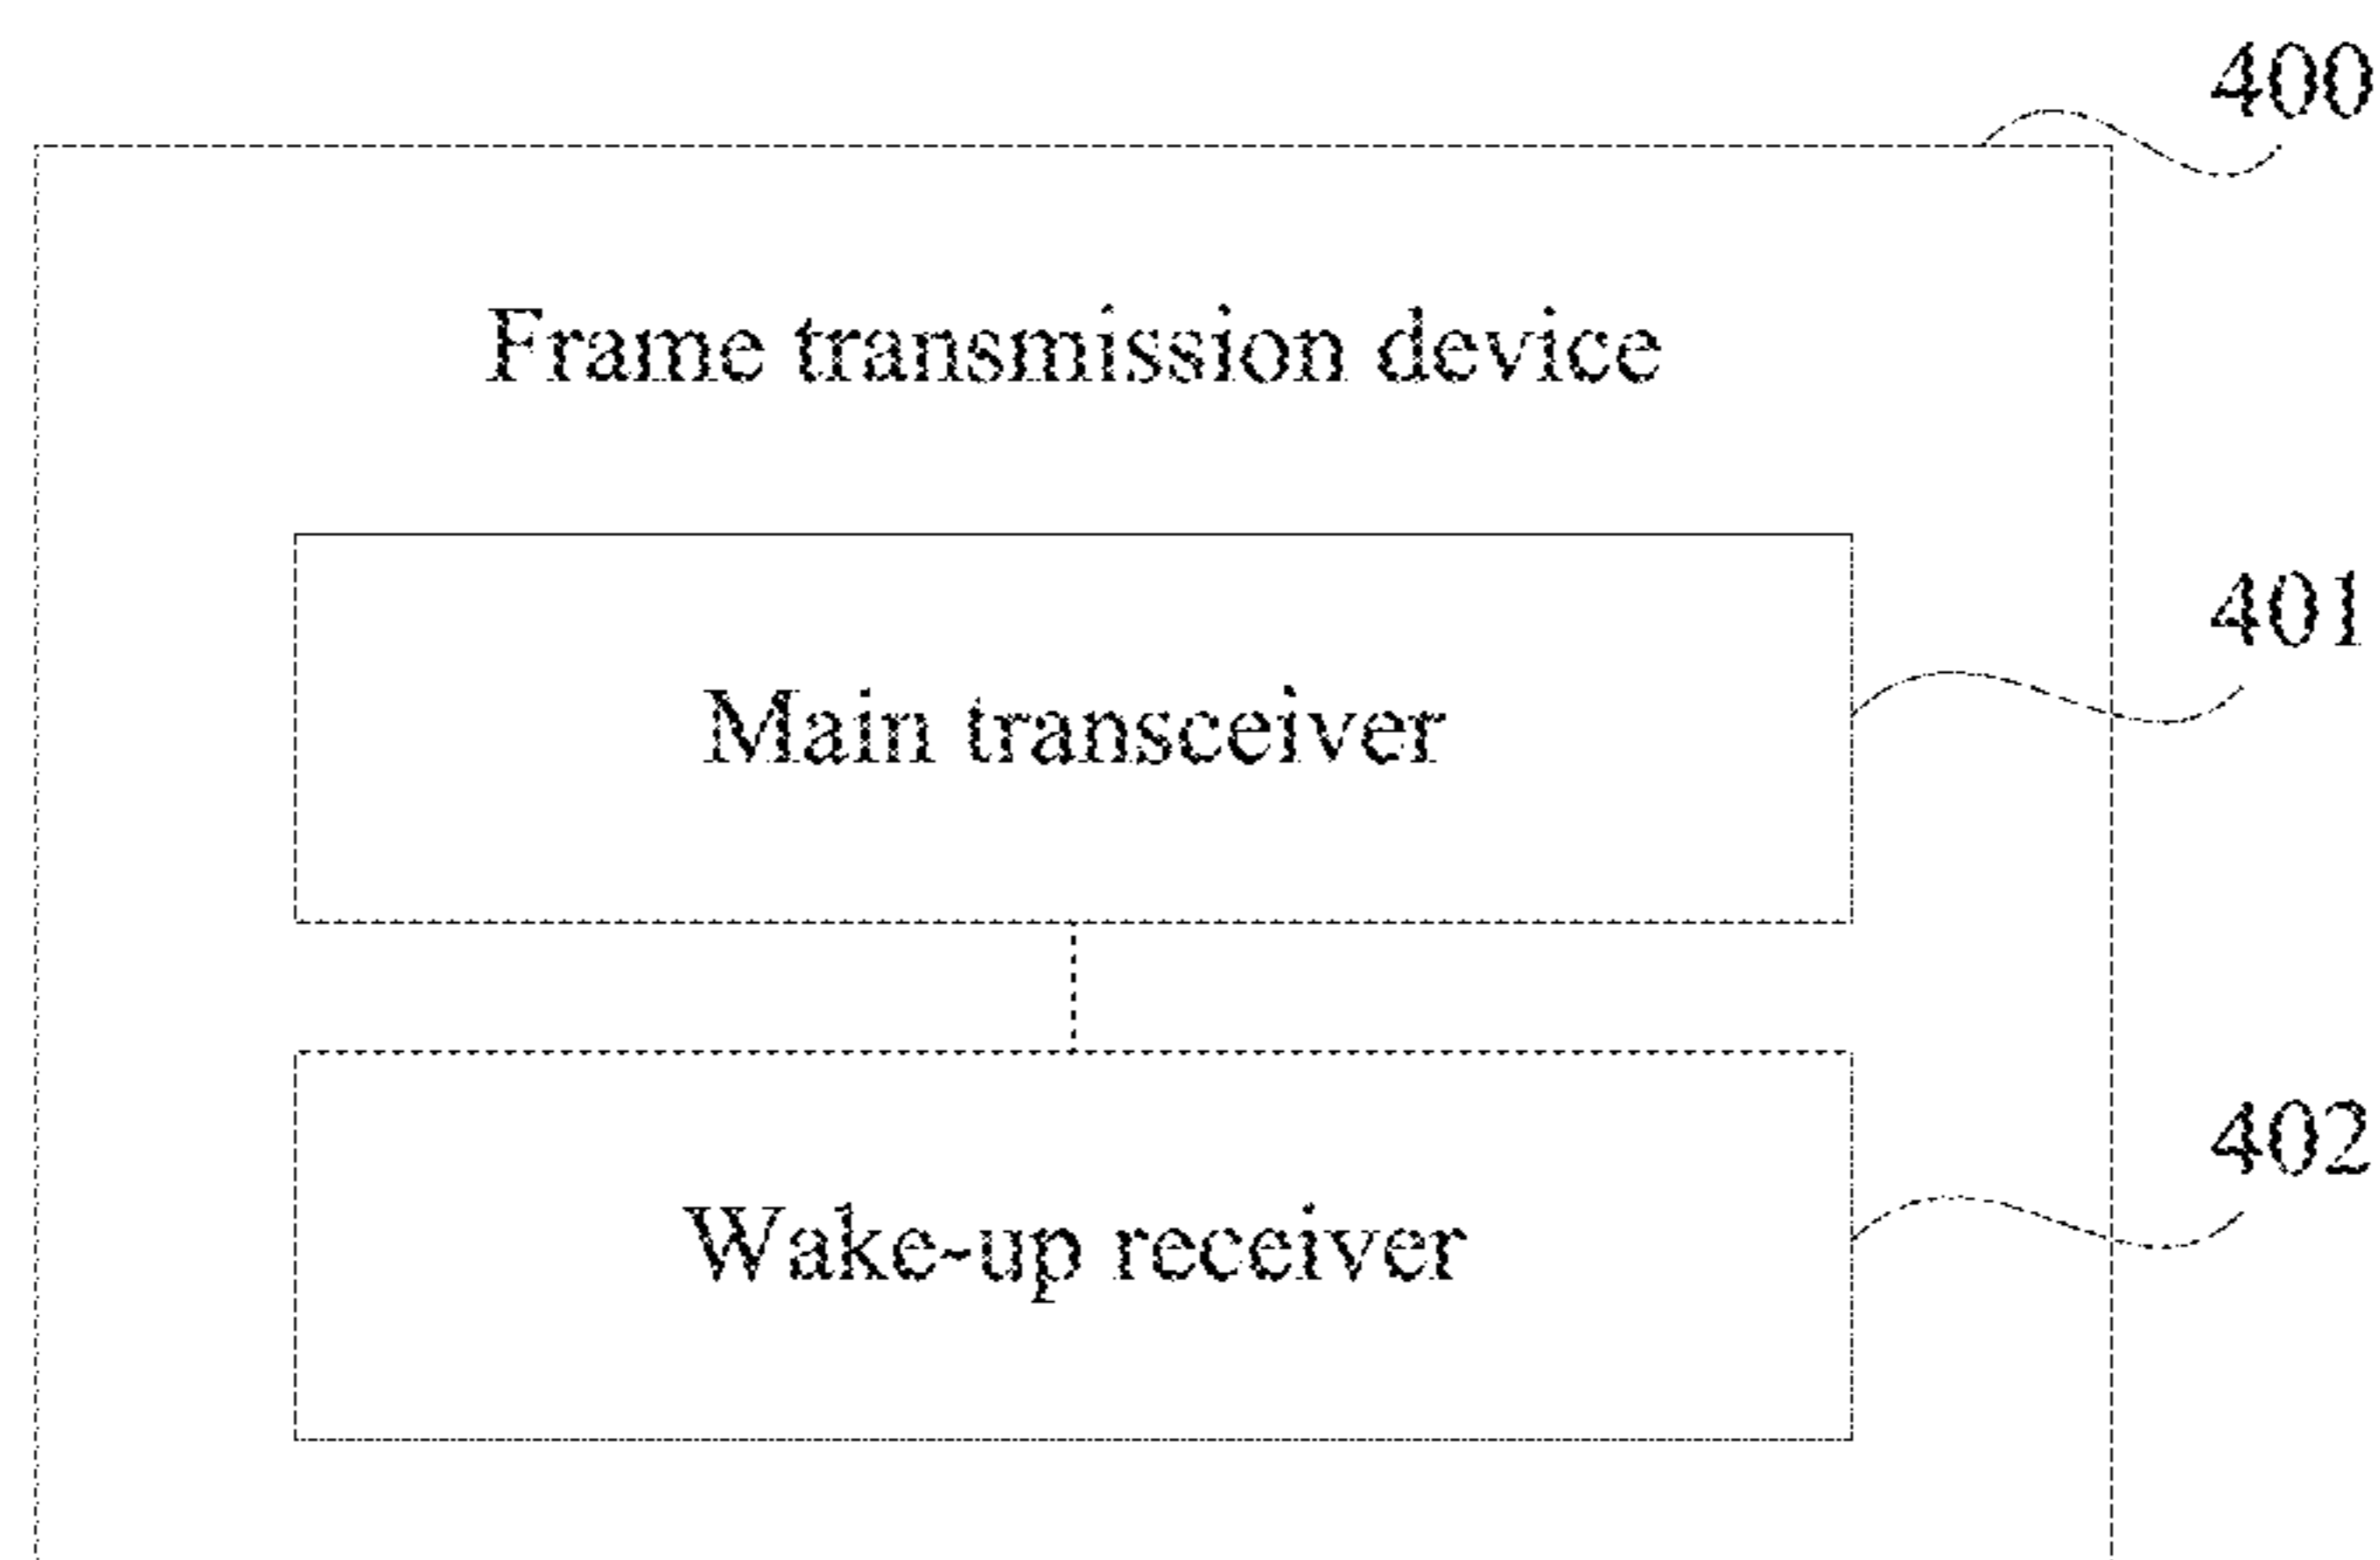 400
Frame transmission device
401
Main transceiver
402
Wake-up receiver